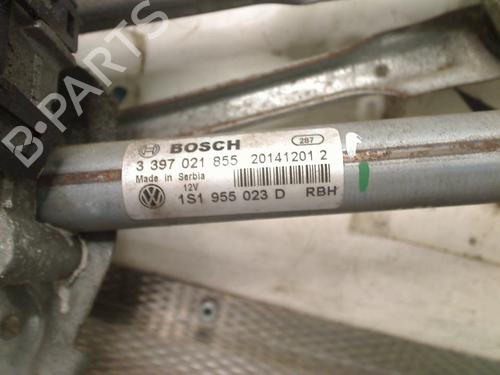 B-PARTS
BOSCH 287
3 397 021 855 20141201 2
Made in Serbia
12V
1S1 955 023 D RBH